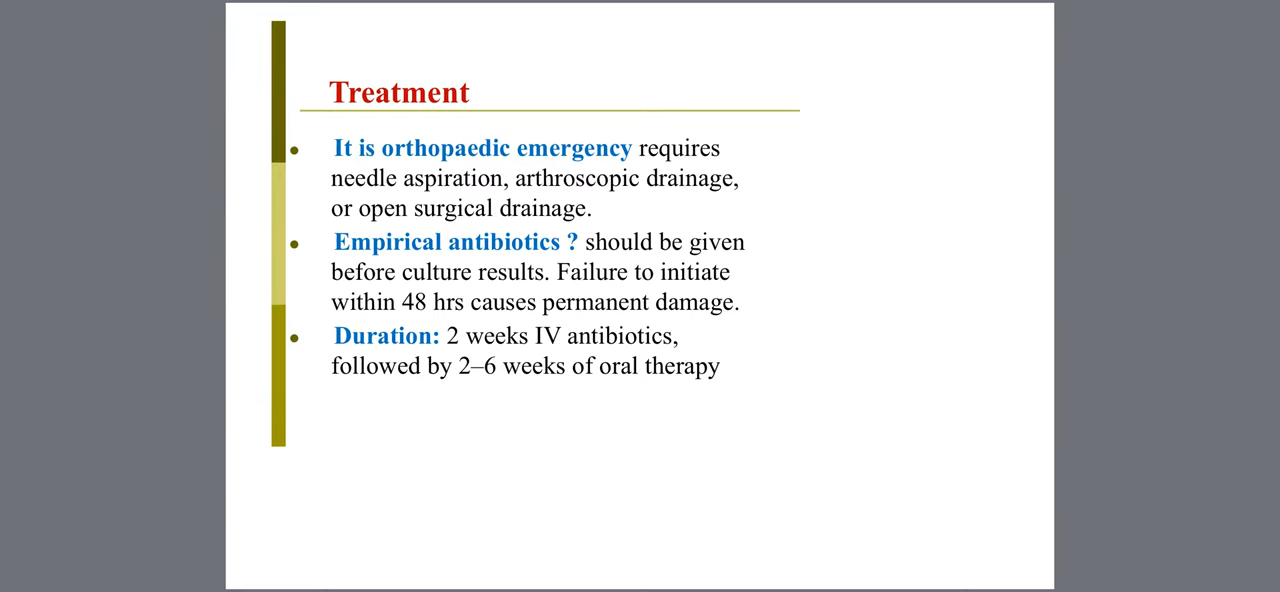 Treatment
It is orthopaedic emergency requires
needle aspiration, arthroscopic drainage,
or open surgical drainage.
Empirical antibiotics ? should be given
before culture results. Failure to initiate
within 48 hrs causes permanent damage.
Duration: 2 weeks IV antibiotics,
followed by 2–6 weeks of oral therapy